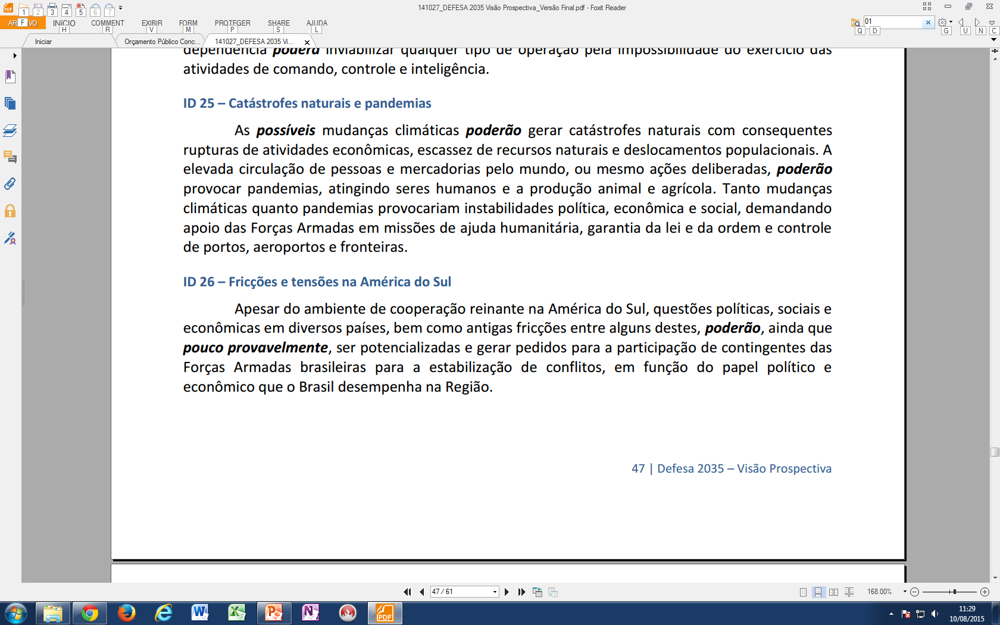 141027_DEFESA 2035 Visão Prospectiva_Versão Final.pdf - Foxit Reader
1 2 3 4 5 6 7
ARQUIVO INÍCIO COMMENT EXIBIR FORM PROTEGER SHARE AJUDA
F H R V M P S L
01
Q D G U N C
Iniciar
Orçamento Público Conc...
141027_DEFESA 2035 Vi...
dependência poderá inviabilizar qualquer tipo de operação pela impossibilidade do exercício das
atividades de comando, controle e inteligência.
ID 25 – Catástrofes naturais e pandemias
As possíveis mudanças climáticas poderão gerar catástrofes naturais com consequentes
rupturas de atividades econômicas, escassez de recursos naturais e deslocamentos populacionais. A
elevada circulação de pessoas e mercadorias pelo mundo, ou mesmo ações deliberadas, poderão
provocar pandemias, atingindo seres humanos e a produção animal e agrícola. Tanto mudanças
climáticas quanto pandemias provocariam instabilidades política, econômica e social, demandando
apoio das Forças Armadas em missões de ajuda humanitária, garantia da lei e da ordem e controle
de portos, aeroportos e fronteiras.
ID 26 – Fricções e tensões na América do Sul
Apesar do ambiente de cooperação reinante na América do Sul, questões políticas, sociais e
econômicas em diversos países, bem como antigas fricções entre alguns destes, poderão, ainda que
pouco provavelmente, ser potencializadas e gerar pedidos para a participação de contingentes das
Forças Armadas brasileiras para a estabilização de conflitos, em função do papel político e
econômico que o Brasil desempenha na Região.
47 | Defesa 2035 – Visão Prospectiva
47 / 61
168.00%
PDF
11:29
10/08/2015